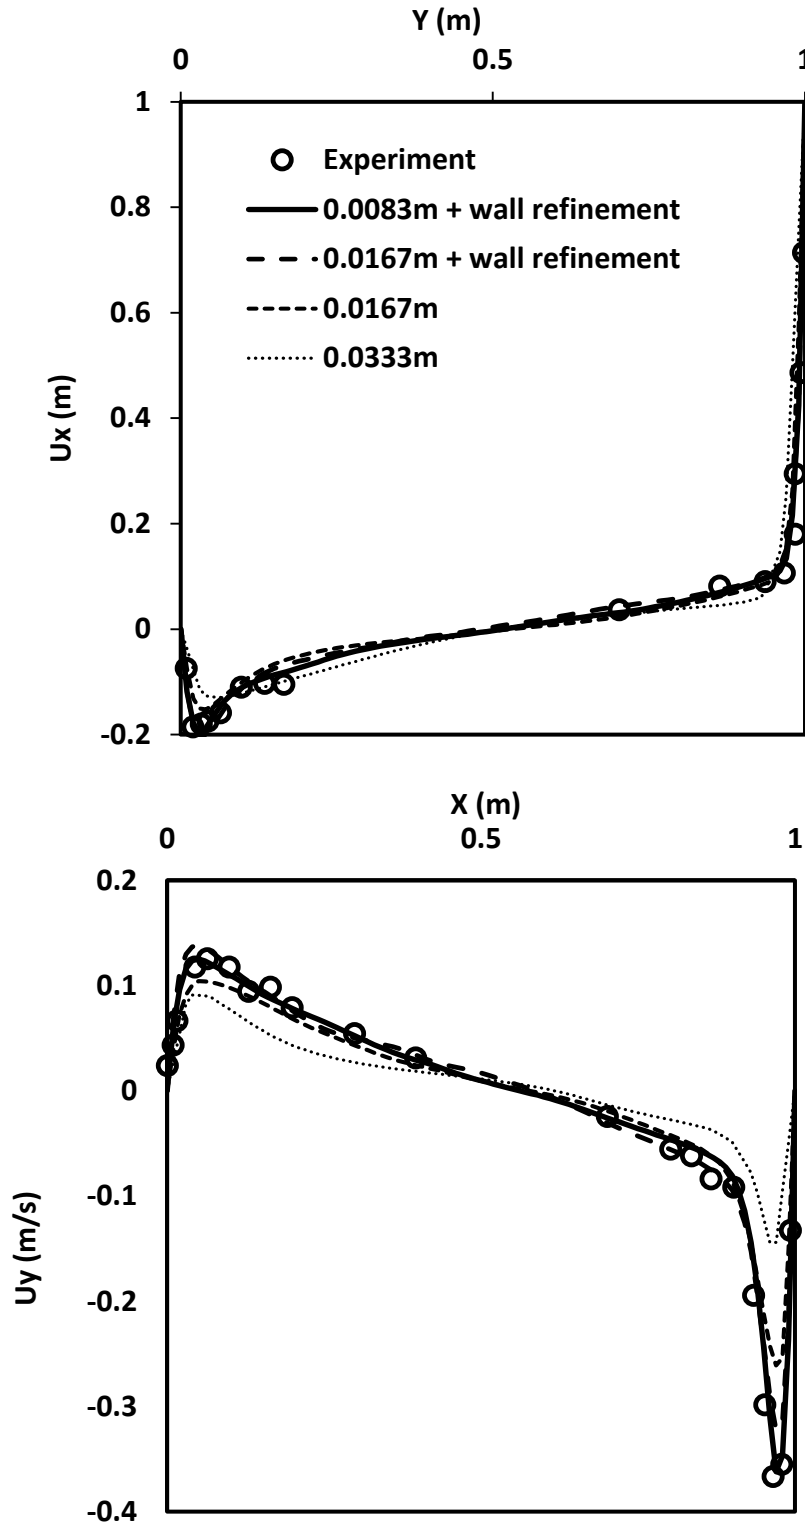 Y (m)
0 0.5 1
1
Experiment
0.8
0.0083m + wall refinement
0.0167m + wall refinement
0.6
0.0167m
0.0333m
Ux (m)
0.4
0.2
0
-0.2
X (m)
0 0.5 1
0.2
0.1
0
-0.1
Uy (m/s)
-0.2
-0.3
-0.4